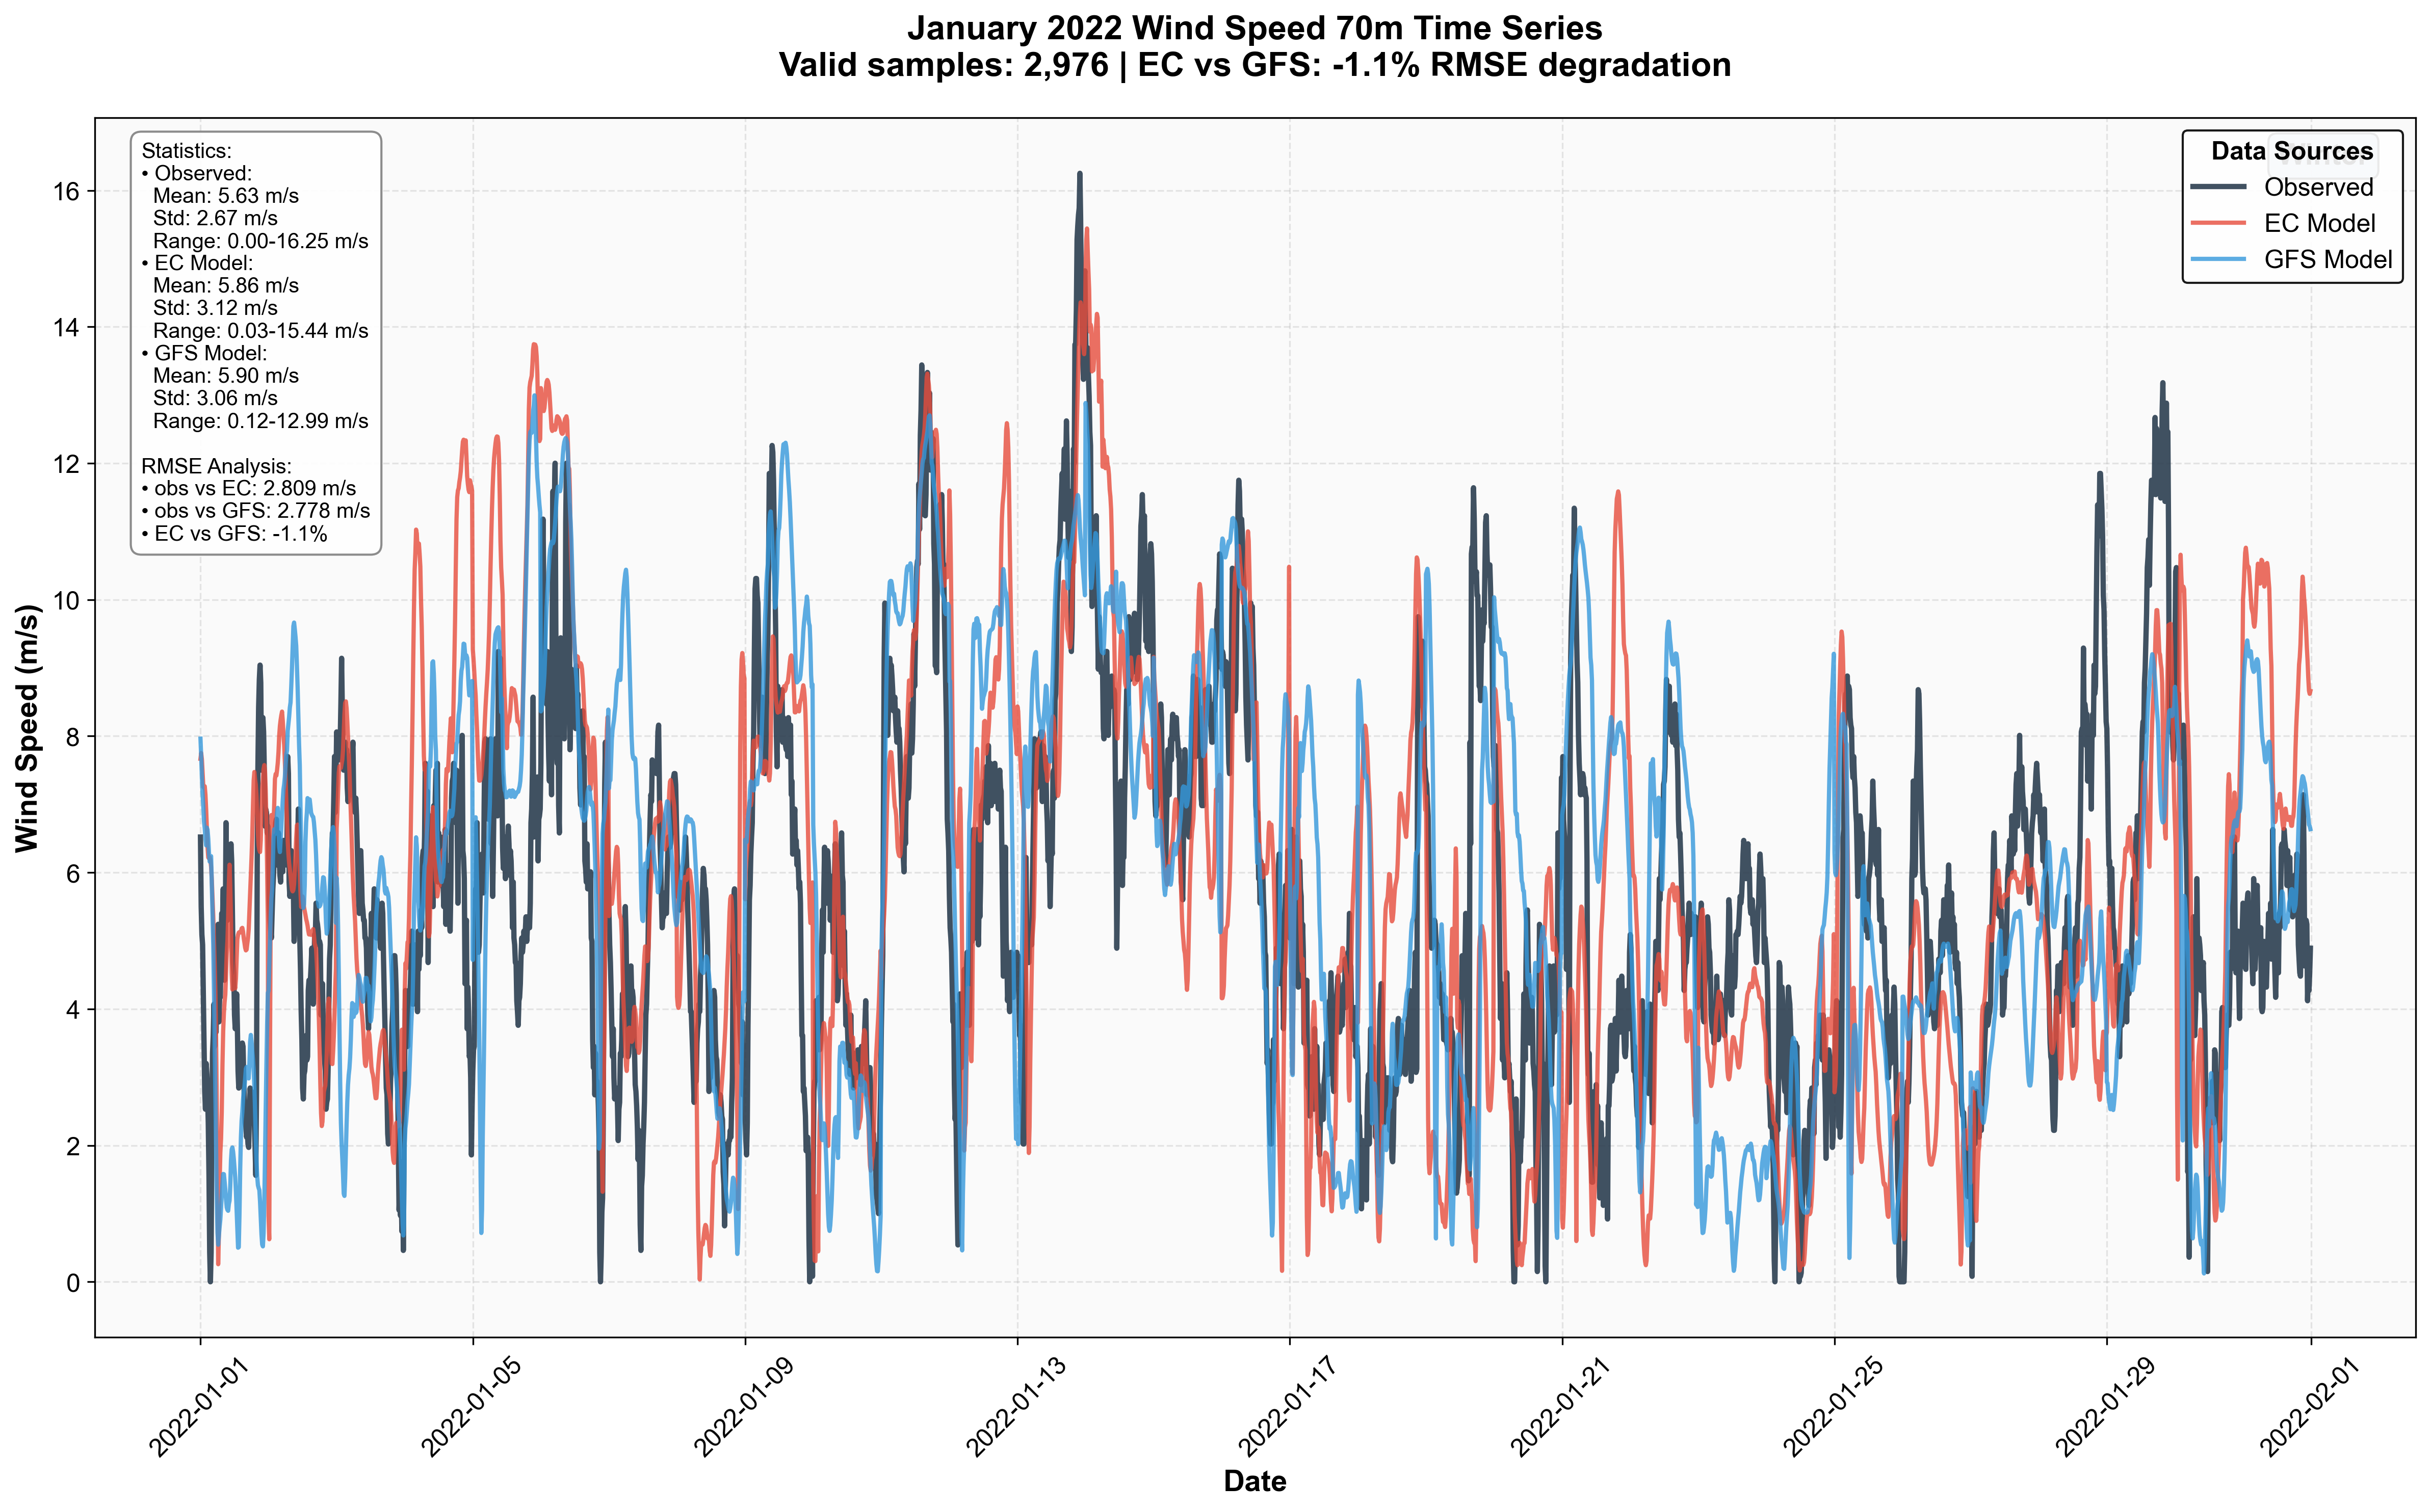 January 2022 Wind Speed 70m Time Series
Valid samples: 2,976 | EC vs GFS: -1.1% RMSE degradation
Statistics:
• Observed:
Mean: 5.63 m/s
Std: 2.67 m/s
Range: 0.00-16.25 m/s
• EC Model:
Mean: 5.86 m/s
Std: 3.12 m/s
Range: 0.03-15.44 m/s
• GFS Model:
Mean: 5.90 m/s
Std: 3.06 m/s
Range: 0.12-12.99 m/s
RMSE Analysis:
• obs vs EC: 2.809 m/s
• obs vs GFS: 2.778 m/s
• EC vs GFS: -1.1%
Data Sources
Observed
EC Model
GFS Model
Wind Speed (m/s)
16
14
12
10
8
6
4
2
0
2022-01-01
2022-01-05
2022-01-09
2022-01-13
2022-01-17
2022-01-21
2022-01-25
2022-01-29
2022-02-01
Date